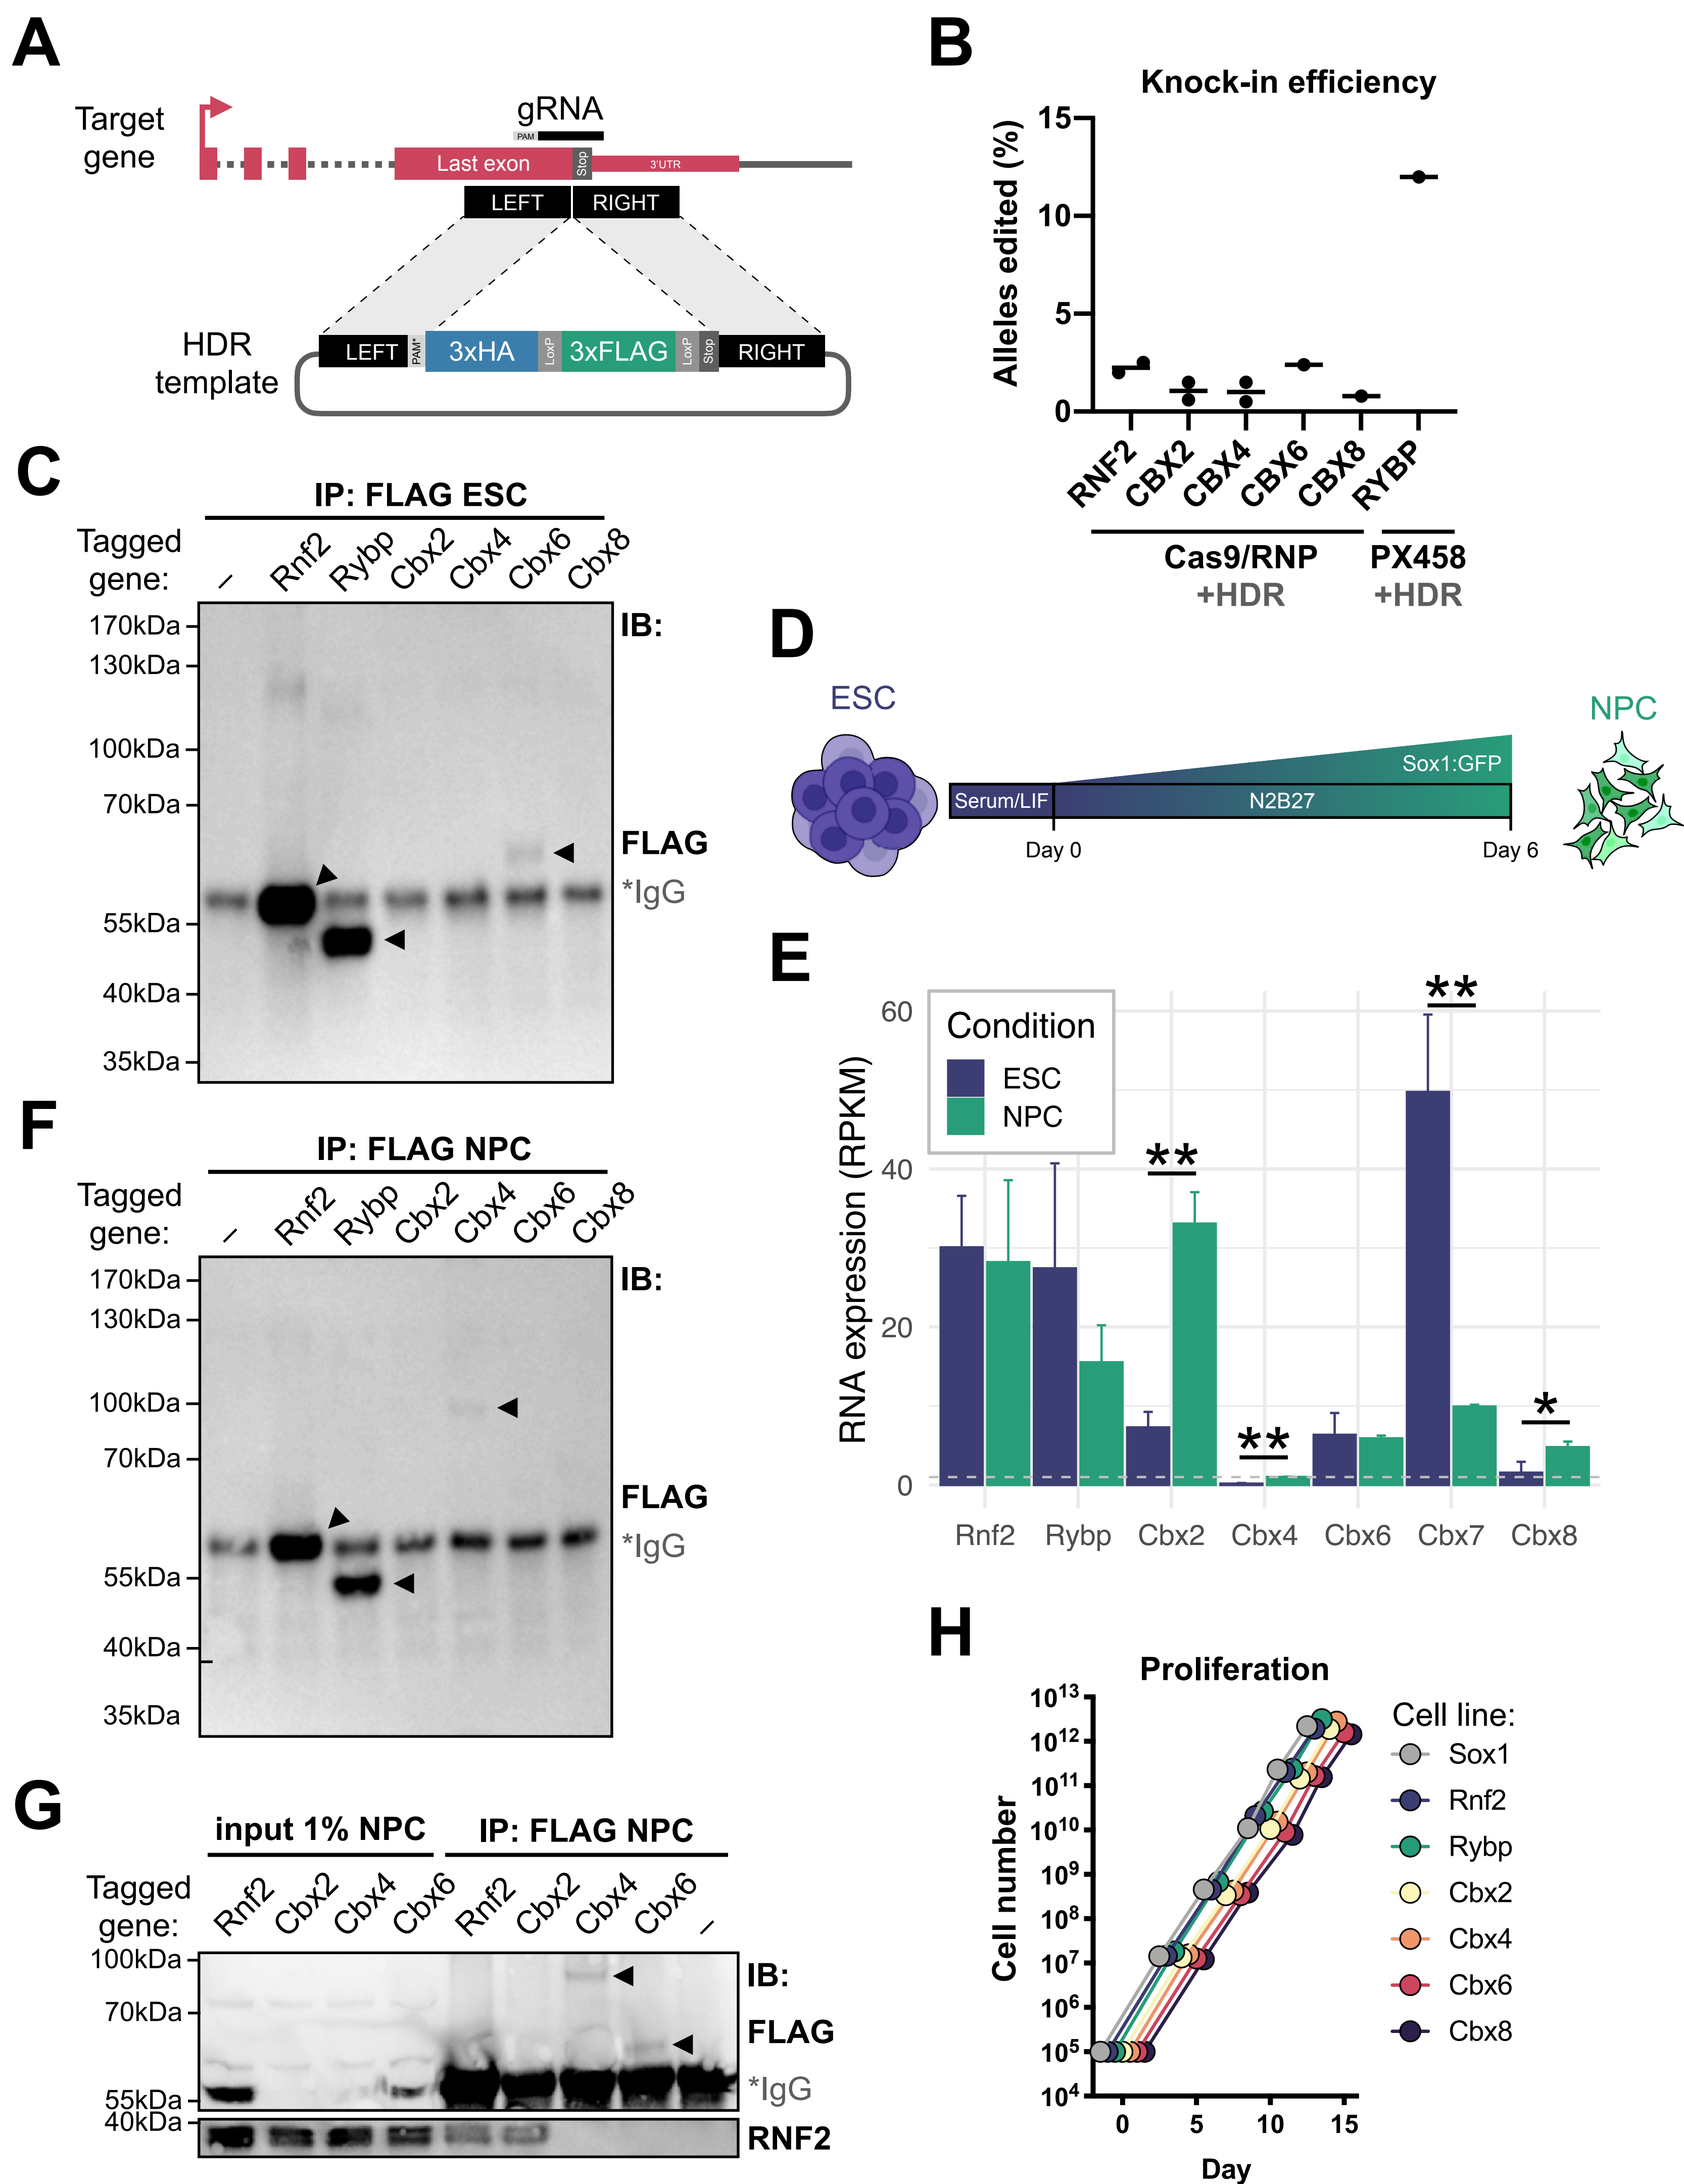 A
Target
gene
gRNA
PAM
Last exon
Stop
3'UTR
LEFT
RIGHT
HDR
template
LEFT
PAM*
3xHA
LoxP
3xFLAG
LoxP
Stop
RIGHT
B
Knock-in efficiency
Alleles edited (%)
15
10
5
0
RNF2
CBX2
CBX4
CBX6
CBX8
RYBP
Cas9/RNP
+HDR
PX458
+HDR
C
IP: FLAG ESC
Tagged
gene:
–
Rnf2
Rybp
Cbx2
Cbx4
Cbx6
Cbx8
170kDa
130kDa
100kDa
70kDa
55kDa
40kDa
35kDa
IB:
FLAG
*IgG
D
ESC
Serum/LIF
N2B27
Sox1:GFP
Day 0
Day 6
NPC
E
RNA expression (RPKM)
60
40
20
0
Condition
ESC
NPC
**
**
**
*
Rnf2
Rybp
Cbx2
Cbx4
Cbx6
Cbx7
Cbx8
F
IP: FLAG NPC
Tagged
gene:
–
Rnf2
Rybp
Cbx2
Cbx4
Cbx6
Cbx8
170kDa
130kDa
100kDa
70kDa
55kDa
40kDa
35kDa
IB:
FLAG
*IgG
G
input 1% NPC
IP: FLAG NPC
Tagged
gene:
Rnf2
Cbx2
Cbx4
Cbx6
Rnf2
Cbx2
Cbx4
Cbx6
–
100kDa
70kDa
55kDa
40kDa
IB:
FLAG
*IgG
RNF2
H
Proliferation
Cell number
10¹³
10¹²
10¹¹
10¹⁰
10⁹
10⁸
10⁷
10⁶
10⁵
10⁴
0
5
10
15
Day
Cell line:
Sox1
Rnf2
Rybp
Cbx2
Cbx4
Cbx6
Cbx8